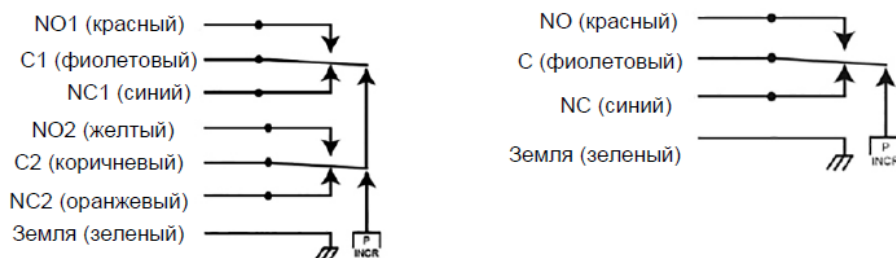 NO1 (красный)
C1 (фиолетовый)
NC1 (синий)
NO2 (желтый)
C2 (коричневый)
NC2 (оранжевый)
Земля (зеленый)
P
INCR
NO (красный)
C (фиолетовый)
NC (синий)
Земля (зеленый)
P
INCR